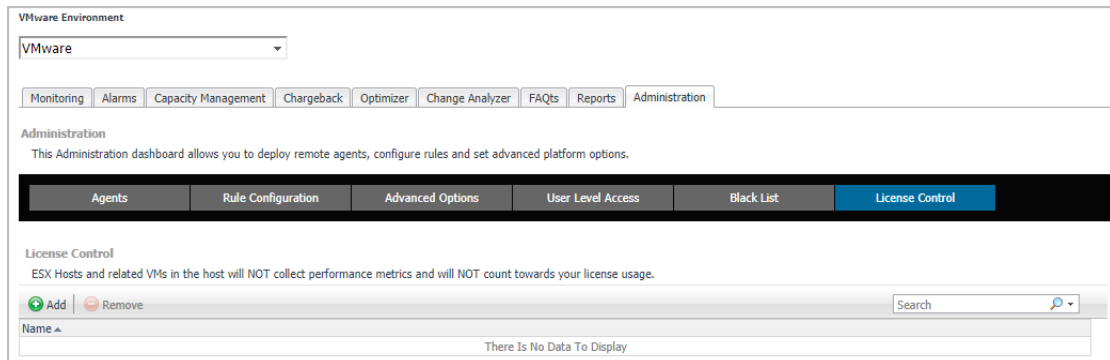 VMware Environment
VMware
Monitoring Alarms Capacity Management Chargeback Optimizer Change Analyzer FAQts Reports Administration
Administration
This Administration dashboard allows you to deploy remote agents, configure rules and set advanced platform options.
Agents Rule Configuration Advanced Options User Level Access Black List License Control
License Control
ESX Hosts and related VMs in the host will NOT collect performance metrics and will NOT count towards your license usage.
Add Remove Search
Name
There Is No Data To Display